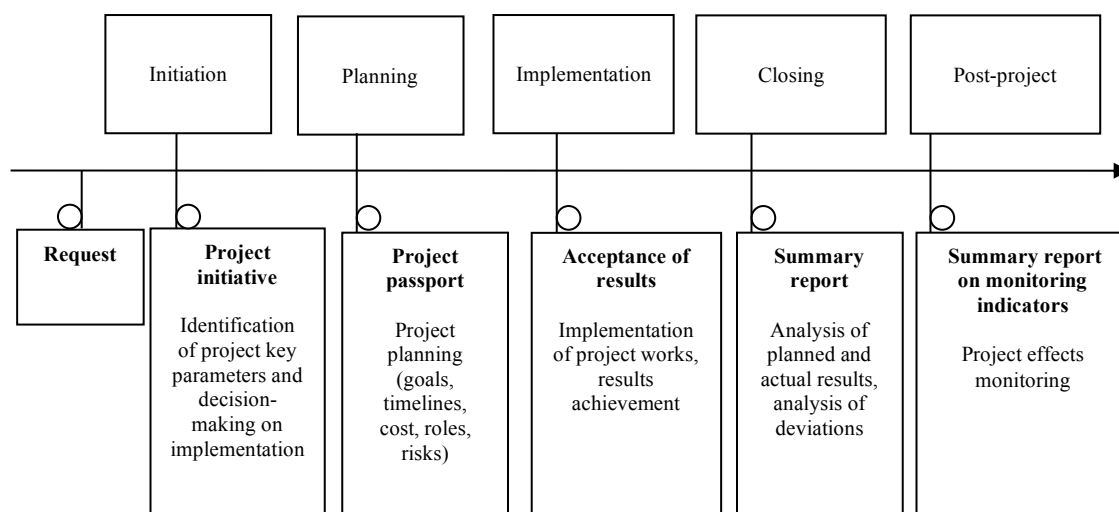 Initiation
Planning
Implementation
Closing
Post-project
Request
Project
initiative
Identification
of project key
parameters and
decision-
making on
implementation
Project
passport
Project
planning
(goals,
timelines,
cost, roles,
risks)
Acceptance of
results
Implementation
of project works,
results
achievement
Summary
report
Analysis of
planned and
actual results,
analysis of
deviations
Summary report
on monitoring
indicators
Project effects
monitoring